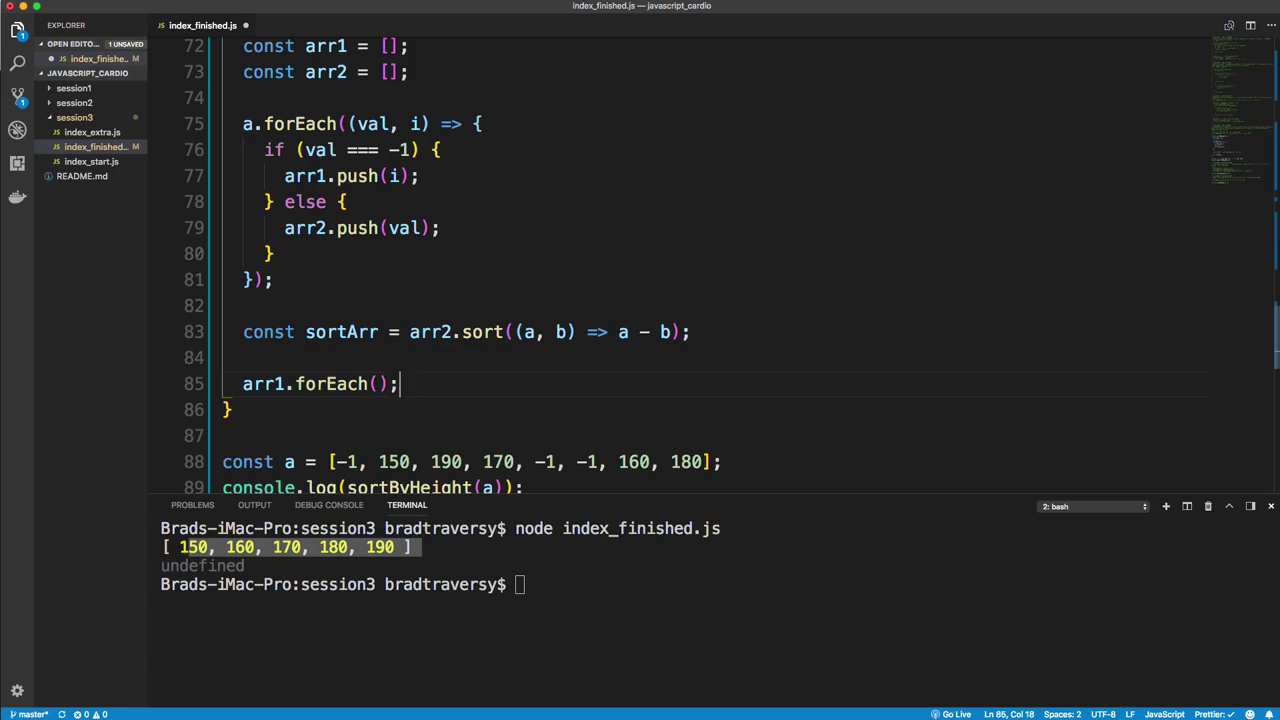 index_finished.js — javascript_cardio
EXPLORER
index_finished.js
OPEN EDITO... 1 UNSAVED
index_finishe..
JAVASCRIPT_CARDIO
session1
session2
session3
index_extra.js
index_finished...
index_start.js
README.md
1
1
72 const arr1 = [];
73 const arr2 = [];
74
75 a.forEach((val, i) => {
76 if (val === -1) {
77 arr1.push(i);
78 } else {
79 arr2.push(val);
80 }
81 });
82
83 const sortArr = arr2.sort((a, b) => a - b);
84
85 arr1.forEach();
86 }
87
88 const a = [-1, 150, 190, 170, -1, -1, 160, 180];
89 console.log(sortByHeight(a));
PROBLEMS OUTPUT DEBUG CONSOLE TERMINAL 2: bash
Brads-iMac-Pro:session3 bradtraversy$ node index_finished.js
[ 150, 160, 170, 180, 190 ]
undefined
Brads-iMac-Pro:session3 bradtraversy$
master* 0 0 Go Live Ln 85, Col 18 Spaces: 2 UTF-8 LF JavaScript Prettier: ✓